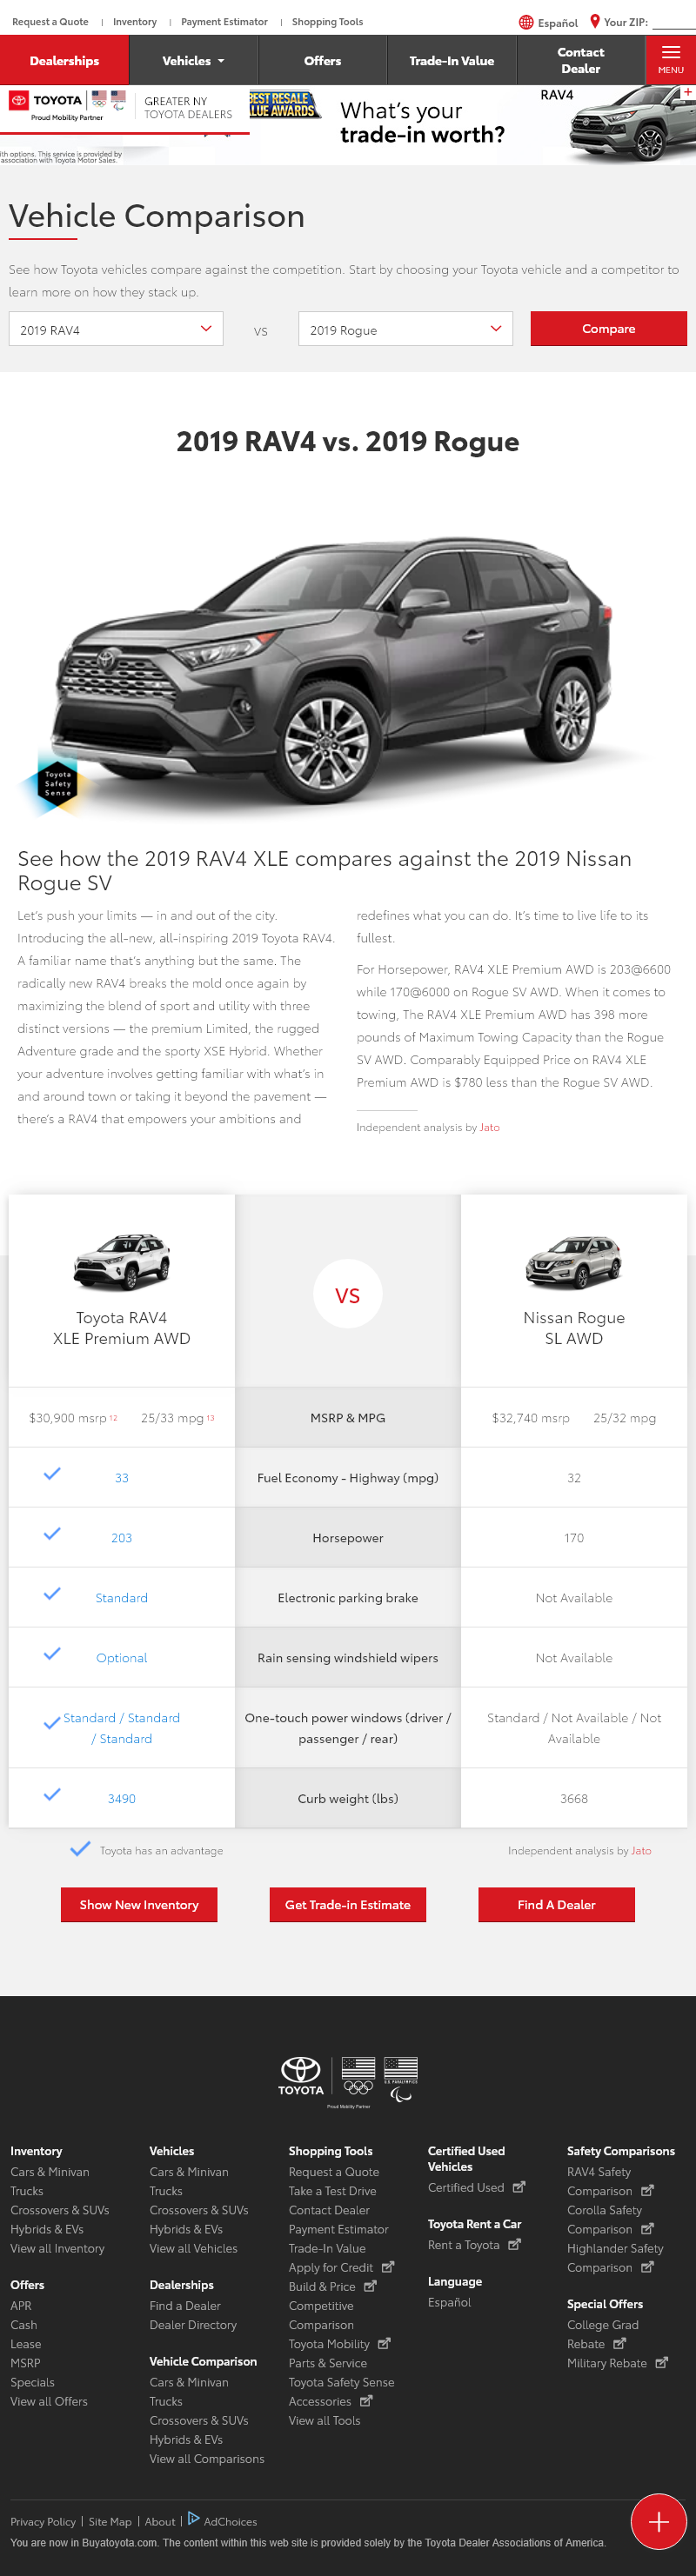 Request a Quote | Inventory | Payment Estimator | Shopping Tools
Español Your ZIP:
Dealerships
Vehicles
Offers
Trade-In Value
Contact
Dealer
MENU
TOYOTA
Proud Mobility Partner
GREATER NY
TOYOTA DEALERS
BEST RESALE
VALUE AWARDS
What's your
trade-in worth?
RAV4
+
ith options. This service is provided by
association with Toyota Motor Sales.
Vehicle Comparison
See how Toyota vehicles compare against the competition. Start by choosing your Toyota vehicle and a competitor to
learn more on how they stack up.
2019 RAV4
VS
2019 Rogue
Compare
2019 RAV4 vs. 2019 Rogue
Toyota
Safety
Sense
See how the 2019 RAV4 XLE compares against the 2019 Nissan
Rogue SV
Let's push your limits — in and out of the city.
Introducing the all-new, all-inspiring 2019 Toyota RAV4.
A familiar name that's anything but the same. The
radically new RAV4 breaks the mold once again by
maximizing the blend of sport and utility with three
distinct versions — the premium Limited, the rugged
Adventure grade and the sporty XSE Hybrid. Whether
your adventure involves getting familiar with what's in
and around town or taking it beyond the pavement —
there's a RAV4 that empowers your ambitions and
redefines what you can do. It's time to live life to its
fullest.
For Horsepower, RAV4 XLE Premium AWD is 203@6600
while 170@6000 on Rogue SV AWD. When it comes to
towing, The RAV4 XLE Premium AWD has 398 more
pounds of Maximum Towing Capacity than the Rogue
SV AWD. Comparably Equipped Price on RAV4 XLE
Premium AWD is $780 less than the Rogue SV AWD.
Independent analysis by Jato
Toyota RAV4
XLE Premium AWD
VS
Nissan Rogue
SL AWD
$30,900 msrp 12 25/33 mpg 13
MSRP & MPG
$32,740 msrp 25/32 mpg
33
Fuel Economy - Highway (mpg)
32
203
Horsepower
170
Standard
Electronic parking brake
Not Available
Optional
Rain sensing windshield wipers
Not Available
Standard / Standard
/ Standard
One-touch power windows (driver /
passenger / rear)
Standard / Not Available / Not
Available
3490
Curb weight (lbs)
3668
Toyota has an advantage
Independent analysis by Jato
Show New Inventory
Get Trade-in Estimate
Find A Dealer
TOYOTA
U.S. PARALYMPICS
Proud Mobility Partner
Inventory
Cars & Minivan
Trucks
Crossovers & SUVs
Hybrids & EVs
View all Inventory
Offers
APR
Cash
Lease
MSRP
Specials
View all Offers
Vehicles
Cars & Minivan
Trucks
Crossovers & SUVs
Hybrids & EVs
View all Vehicles
Dealerships
Find a Dealer
Dealer Directory
Vehicle Comparison
Cars & Minivan
Trucks
Crossovers & SUVs
Hybrids & EVs
View all Comparisons
Shopping Tools
Request a Quote
Take a Test Drive
Contact Dealer
Payment Estimator
Trade-In Value
Apply for Credit
Build & Price
Competitive
Comparison
Toyota Mobility
Parts & Service
Toyota Safety Sense
Accessories
View all Tools
Certified Used
Vehicles
Certified Used
Toyota Rent a Car
Rent a Toyota
Language
Español
Safety Comparisons
RAV4 Safety
Comparison
Corolla Safety
Comparison
Highlander Safety
Comparison
Special Offers
College Grad
Rebate
Military Rebate
Privacy Policy | Site Map | About | AdChoices
You are now in Buyatoyota.com. The content within this web site is provided solely by the Toyota Dealer Associations of America.
+